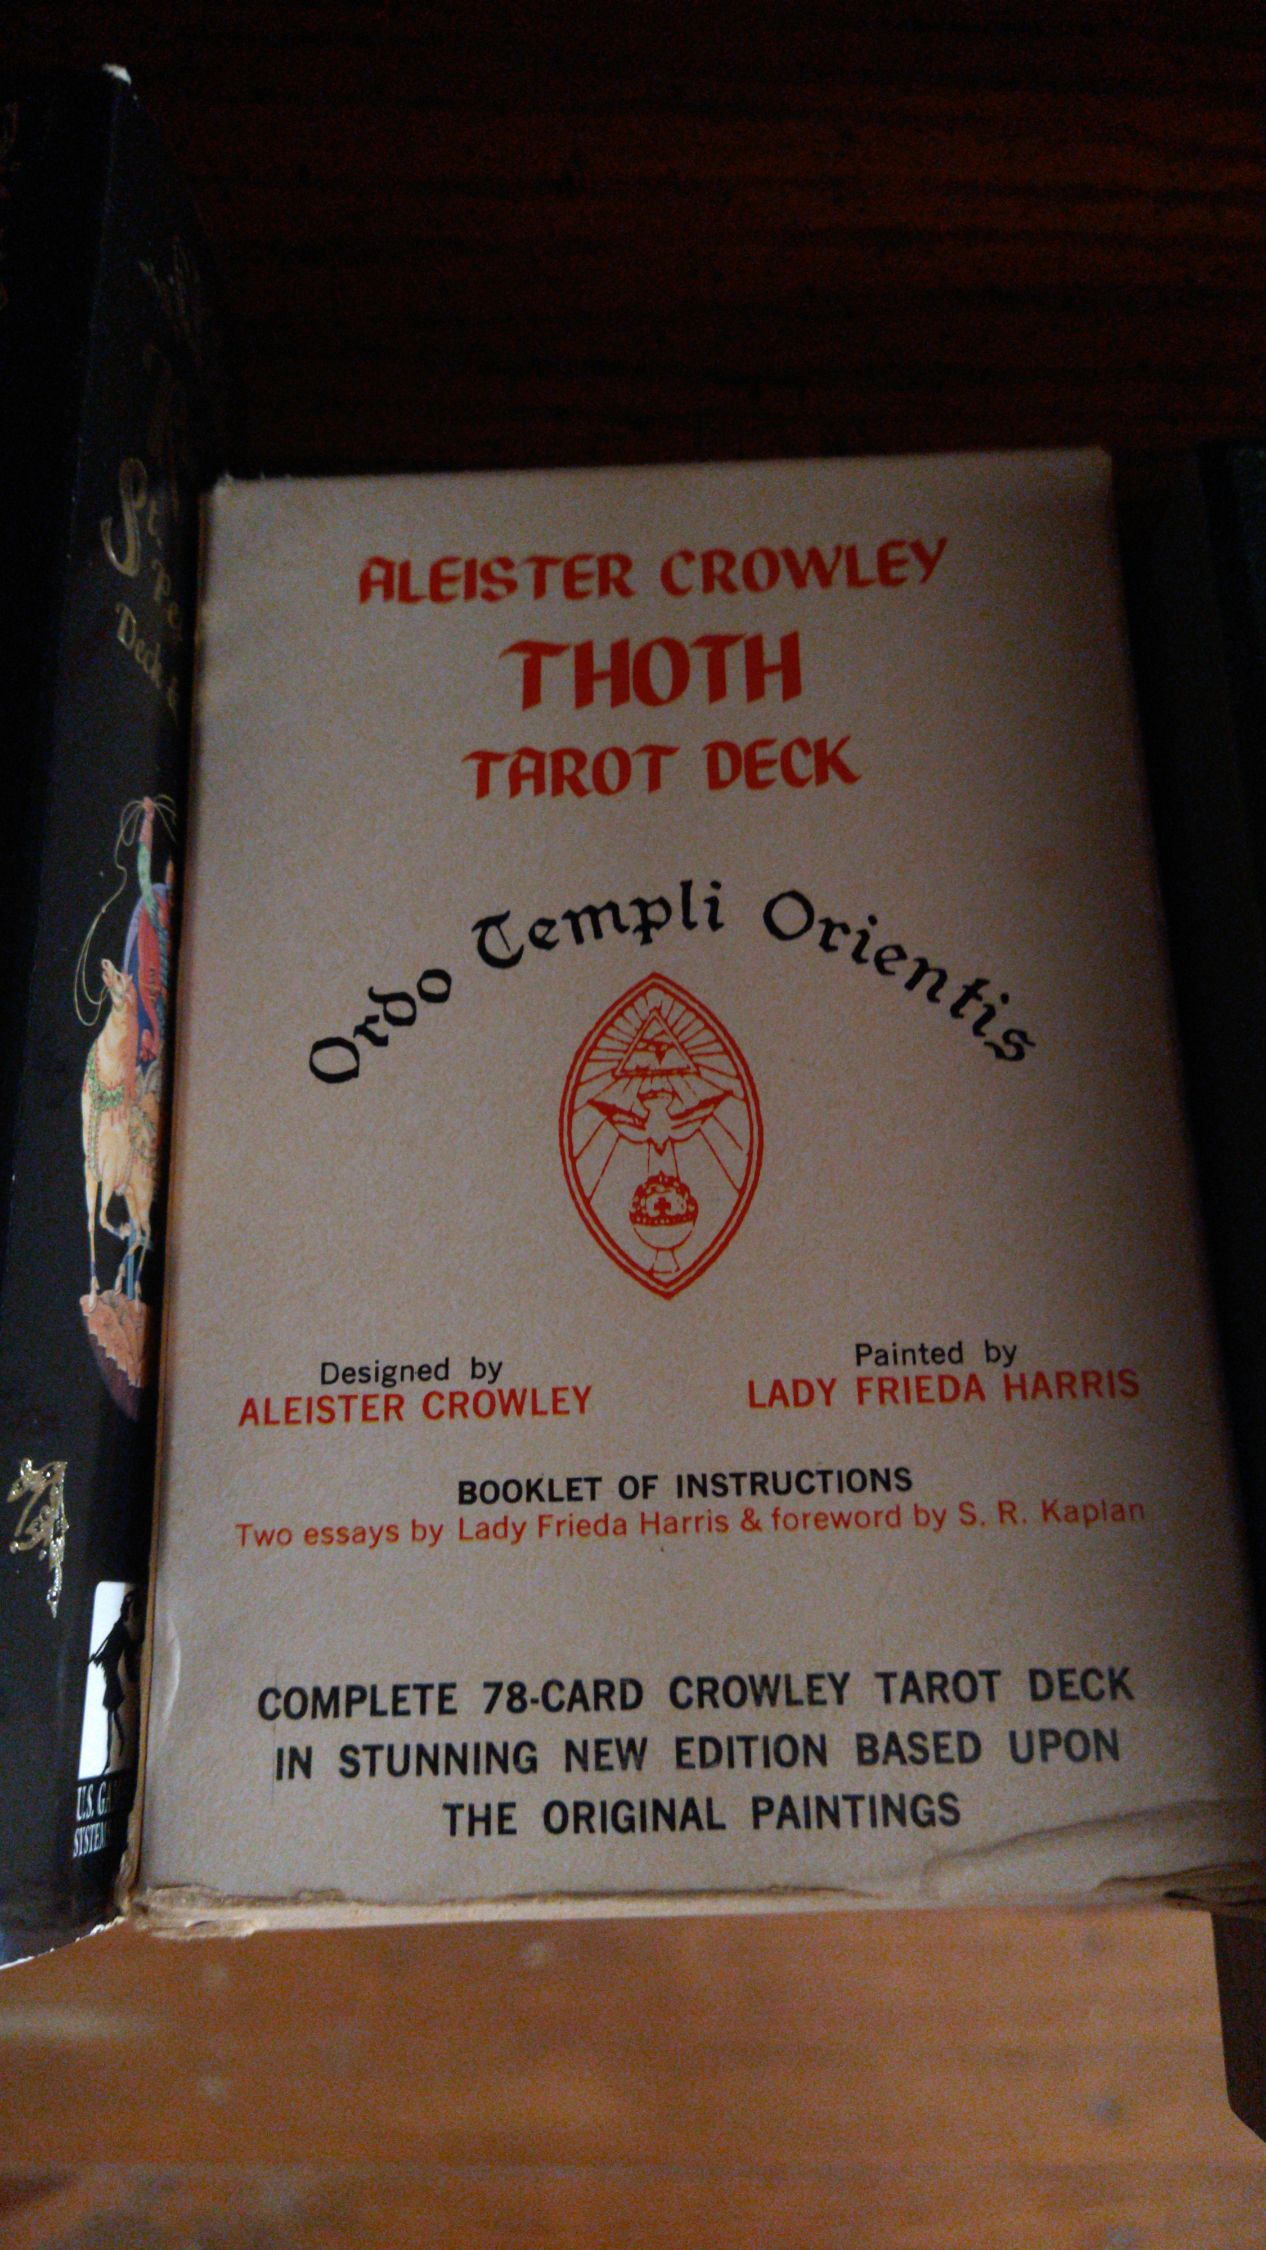 ALEISTER CROWLEY
THOTH
TAROT DECK
Ordo Templi Orientis
Designed by
ALEISTER CROWLEY
Painted by
LADY FRIEDA HARRIS
BOOKLET OF INSTRUCTIONS
Two essays by Lady Frieda Harris & foreword by S. R. Kaplan
COMPLETE 78-CARD CROWLEY TAROT DECK
IN STUNNING NEW EDITION BASED UPON
THE ORIGINAL PAINTINGS
Deck
U.S.